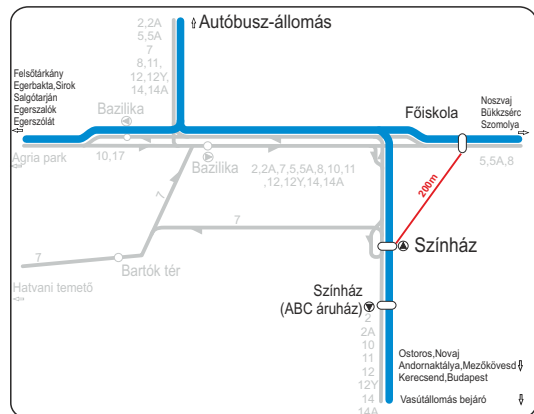 2,2A
5,5A
7
8,11,
12,12Y,
14,14A
Autóbusz-állomás
Felsőtárkány
Egerbakta,Sirok
Salgótarján
Egerszalók
Egerszólát
Bazilika
Főiskola
Noszvaj
Bükkzsérc
Szomolya
Agria park
10,17
Bazilika
2,2A,7,5,5A,8,10,11
,12,12Y,14,14A
5,5A,8
200m
7
7
7
Színház
Bartók tér
Hatvani temető
Színház
(ABC áruház)
2
2A
10
11
12
12Y
14
14A
Ostoros,Novaj
Andornaktálya,Mezőkövesd
Kerecsend,Budapest
Vasútállomás bejáró